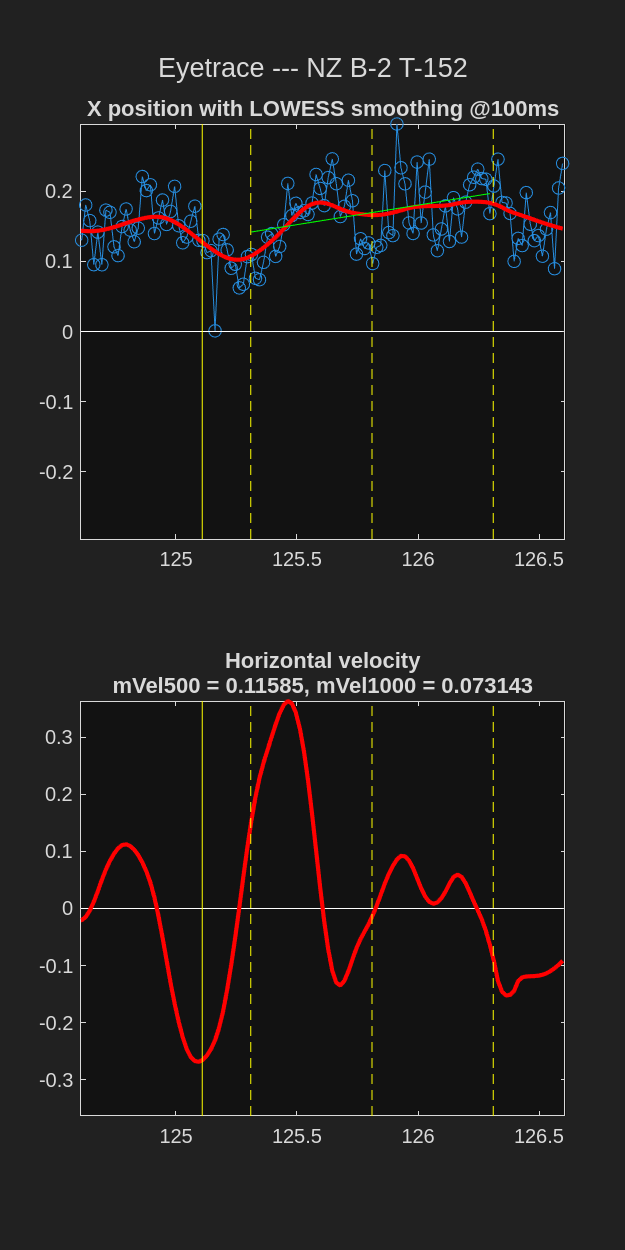 Eyetrace --- NZ B-2 T-152
X position with LOWESS smoothing @100ms
0.2
0.1
0
-0.1
-0.2
125 125.5 126 126.5
Horizontal velocity
mVel500 = 0.11585, mVel1000 = 0.073143
0.3
0.2
0.1
0
-0.1
-0.2
-0.3
125 125.5 126 126.5